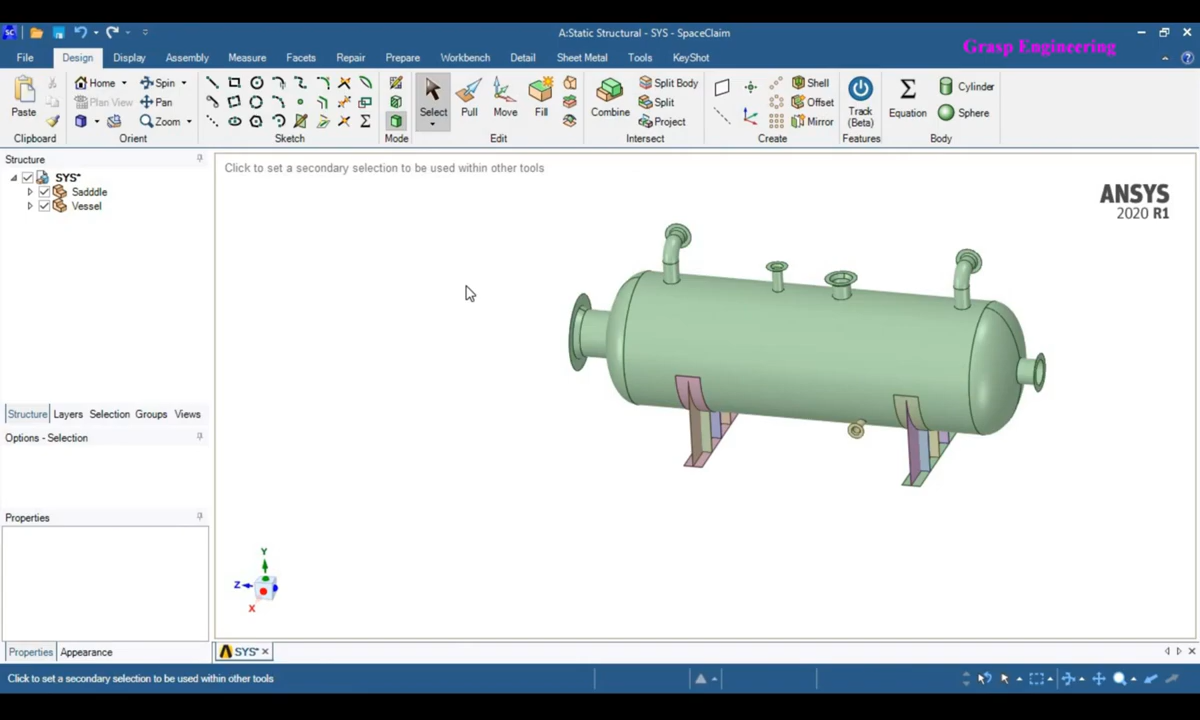 A:Static Structural - SYS - SpaceClaim
Grasp Engineering
File Design Display Assembly Measure Facets Repair Prepare Workbench Detail Sheet Metal Tools KeyShot
Paste
Clipboard
Home Spin
Plan View Pan
Zoom
Orient
Sketch
Mode
Select Pull Move Fill
Edit
Combine Split Body
Split
Project
Intersect
Shell
Offset
Mirror
Create
Track
(Beta)
Features
Equation Cylinder
Sphere
Body
Structure
SYS*
Sadddle
Vessel
Click to set a secondary selection to be used within other tools
ANSYS
2020 R1
Structure Layers Selection Groups Views
Options - Selection
Properties
Y
Z
X
Properties Appearance
SYS*
Click to set a secondary selection to be used within other tools